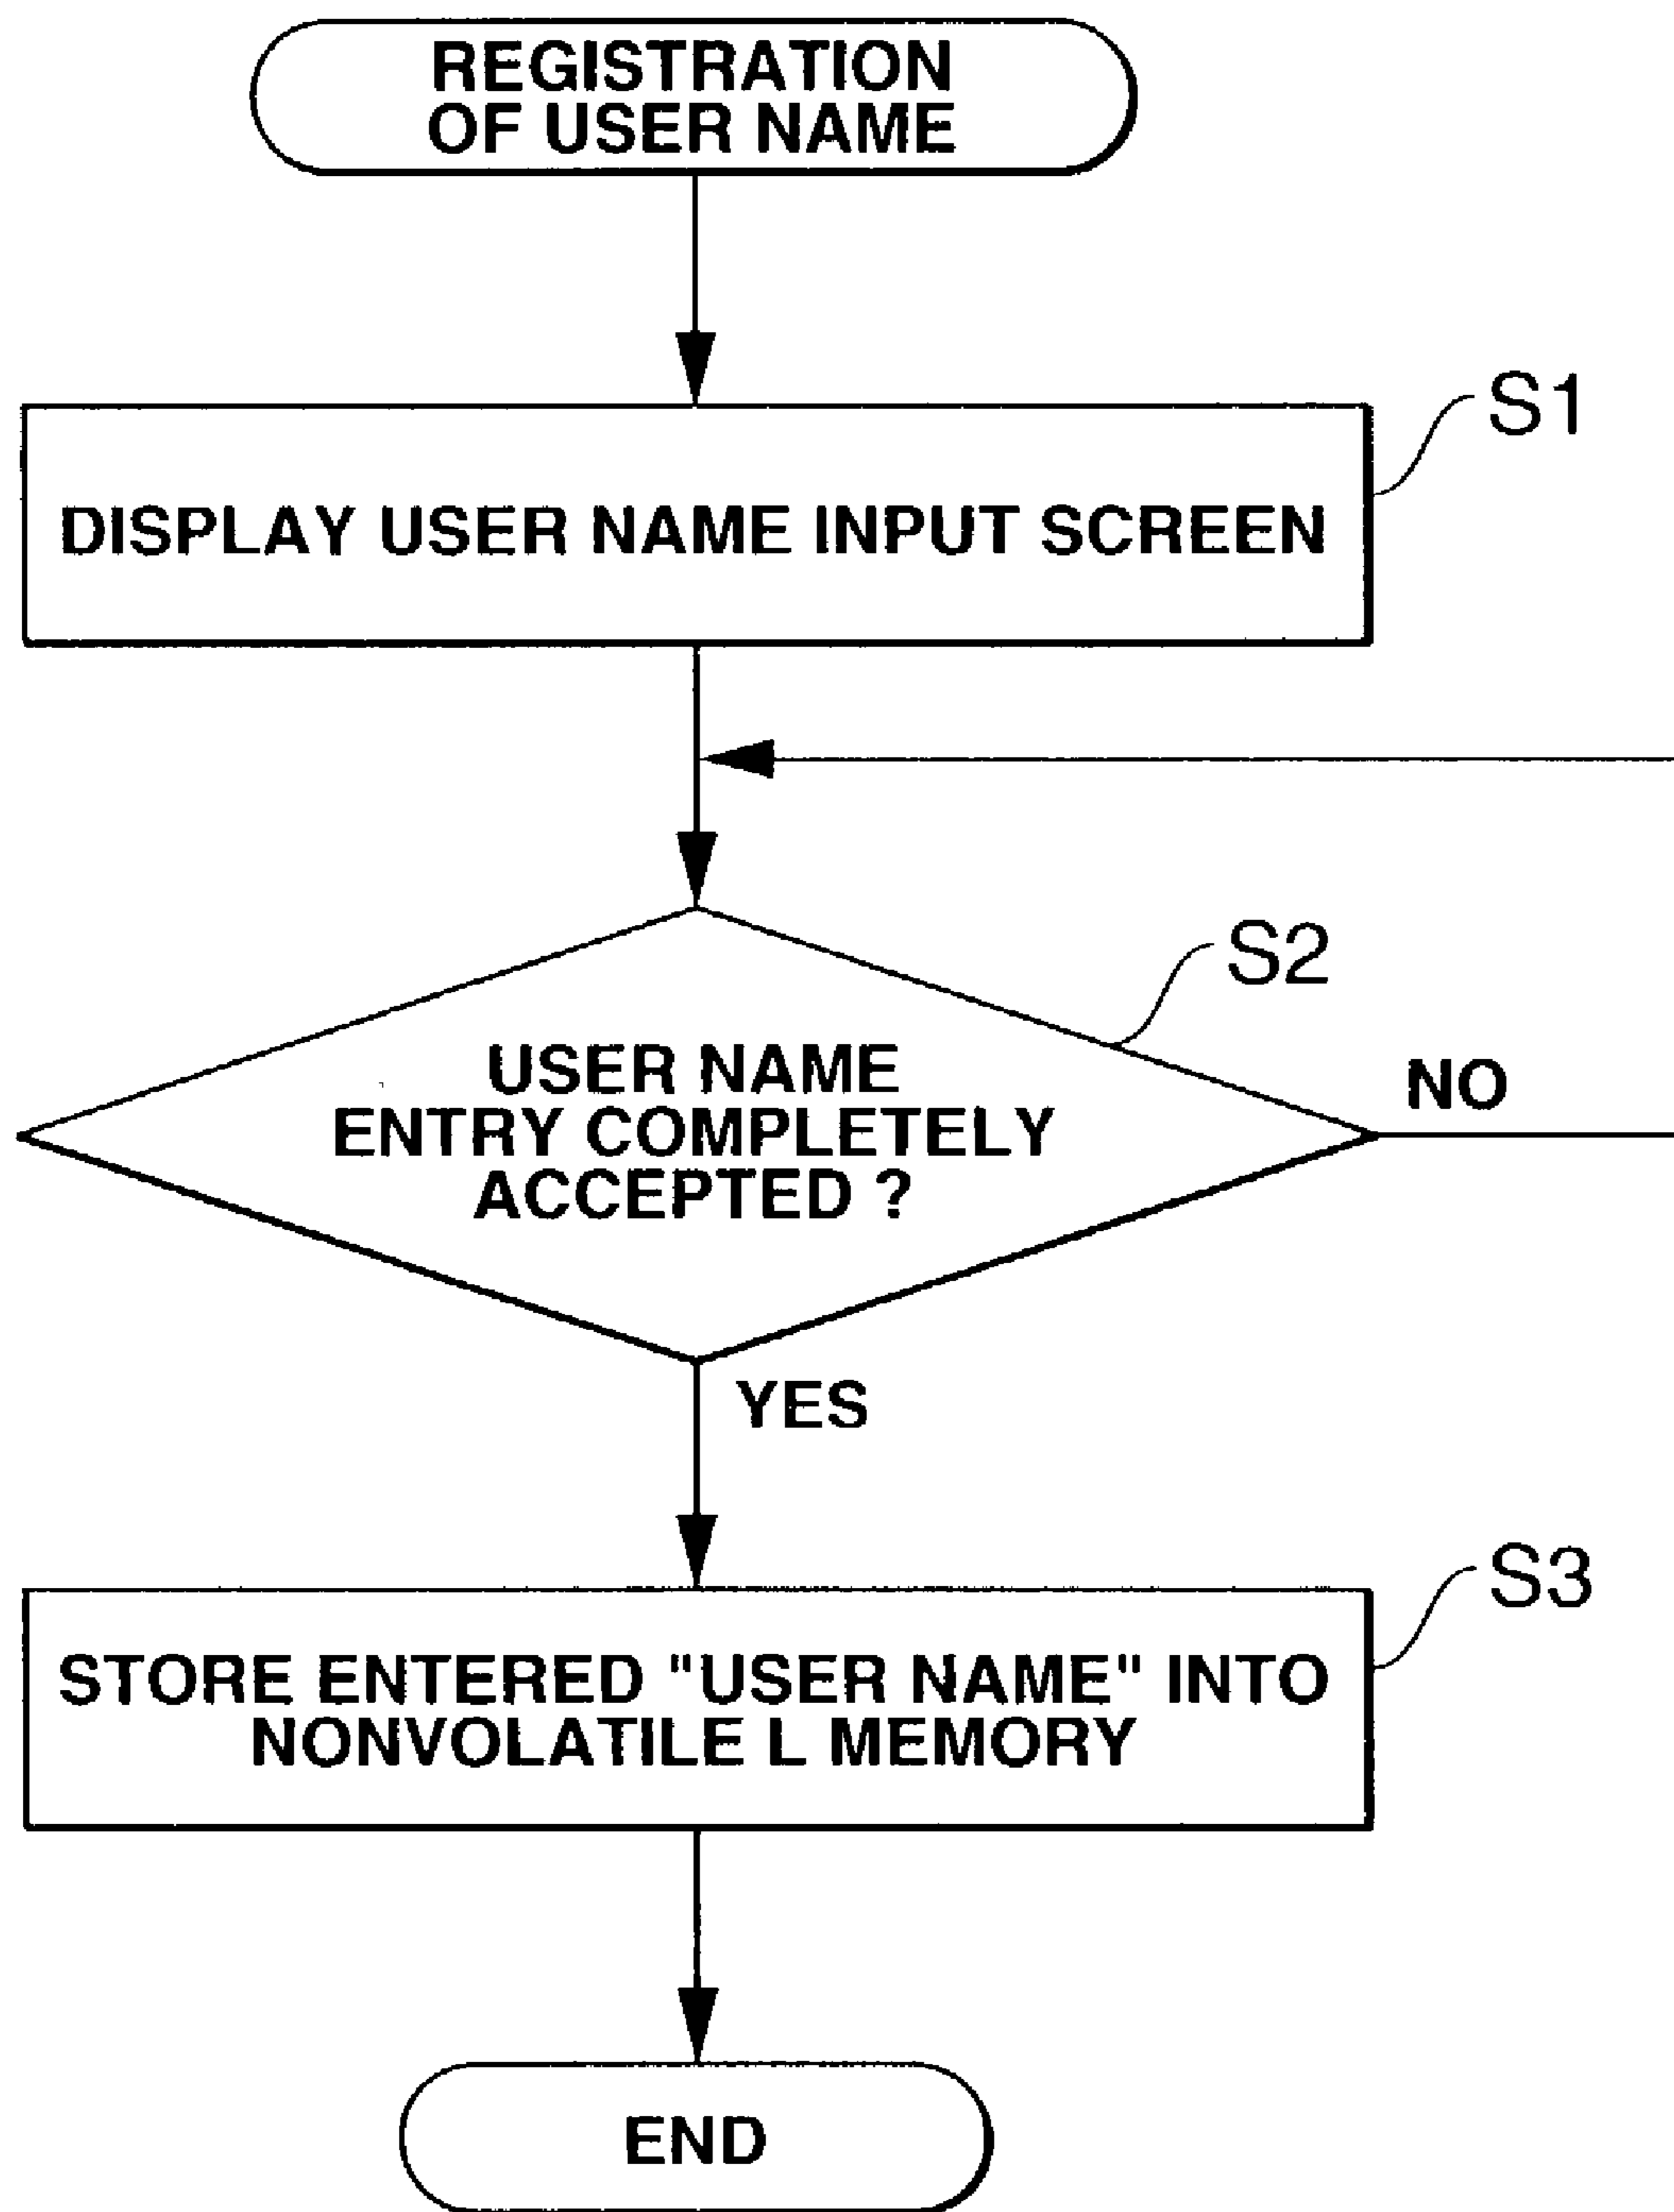 REGISTRATION
OF USER NAME
S1
DISPLAY USER NAME INPUT SCREEN
S2
USER NAME
ENTRY COMPLETELY
ACCEPTED ?
NO
YES
S3
STORE ENTERED "USER NAME" INTO
NONVOLATILE L MEMORY
END